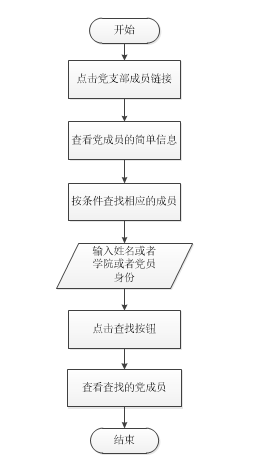 开始
点击党支部成员链接
查看党成员的简单信息
按条件查找相应的成员
输入姓名或者
学院或者党员
身份
点击查找按钮
查看查找的党成员
结束